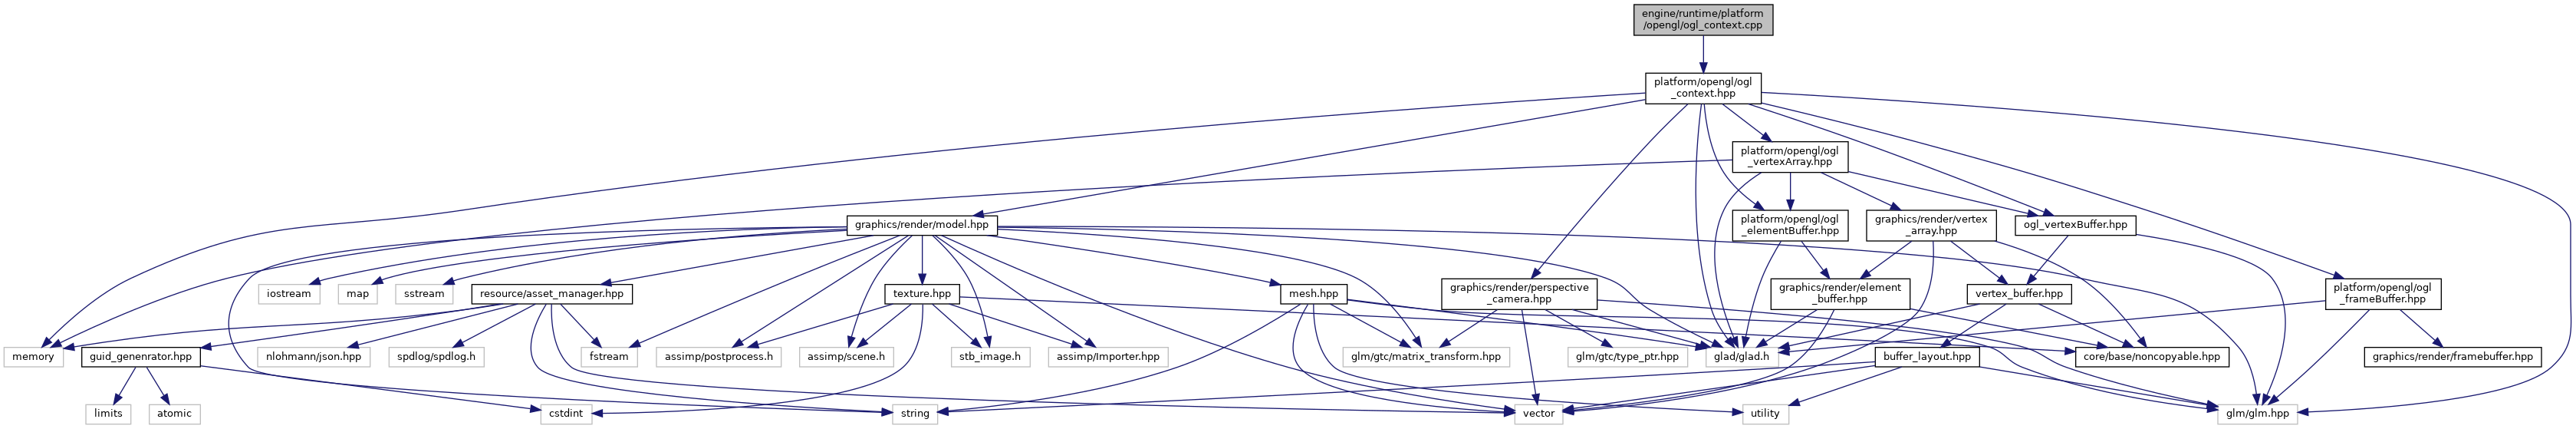 engine/runtime/platform
/opengl/ogl_context.cpp
platform/opengl/ogl
_context.hpp
platform/opengl/ogl
_vertexArray.hpp
graphics/render/model.hpp
platform/opengl/ogl
_elementBuffer.hpp
graphics/render/vertex
_array.hpp
ogl_vertexBuffer.hpp
iostream
map
sstream
resource/asset_manager.hpp
texture.hpp
mesh.hpp
graphics/render/perspective
_camera.hpp
graphics/render/element
_buffer.hpp
vertex_buffer.hpp
platform/opengl/ogl
_frameBuffer.hpp
memory
guid_genenrator.hpp
nlohmann/json.hpp
spdlog/spdlog.h
fstream
assimp/postprocess.h
assimp/scene.h
stb_image.h
assimp/Importer.hpp
glm/gtc/matrix_transform.hpp
glm/gtc/type_ptr.hpp
glad/glad.h
buffer_layout.hpp
core/base/noncopyable.hpp
graphics/render/framebuffer.hpp
limits
atomic
cstdint
string
vector
utility
glm/glm.hpp